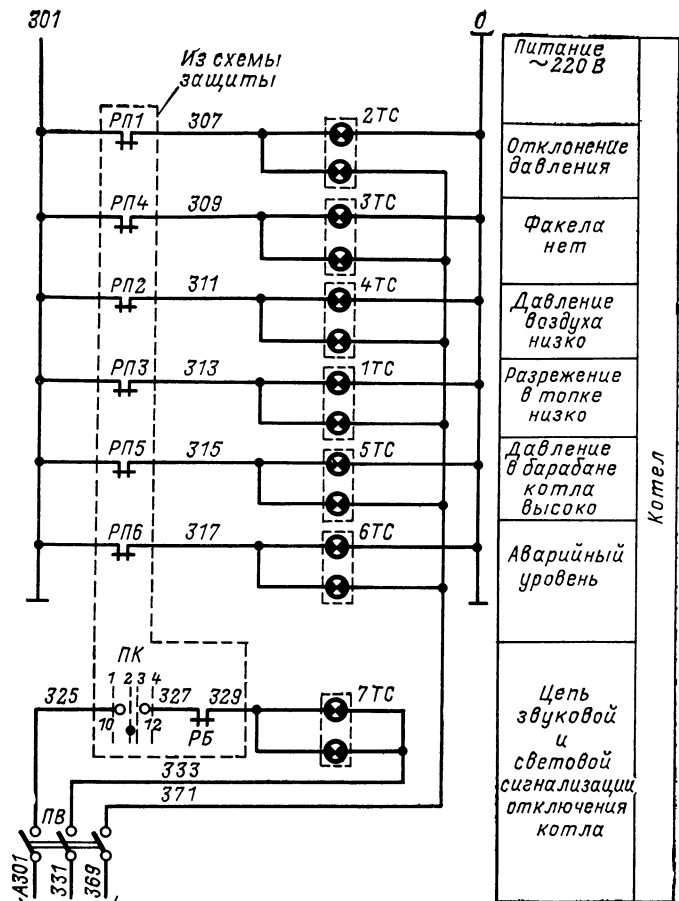 301
0
Из схемы
защиты
Питание
~220 В
РП1
307
2ТС
Отклонение
давления
РП4
309
3ТС
Факела
нет
РП2
311
4ТС
Давление
воздуха
низко
РП3
313
1ТС
Разрежение
в топке
низко
РП5
315
5ТС
Давление
в барабане
котла
высоко
РП6
317
6ТС
Аварийный
уровень
Котел
ПК
1 2 3 4
325
327
329
10
12
РБ
7ТС
Цепь
звуковой
и
световой
сигнализации
отключения
котла
333
371
ПВ
А301
331
369